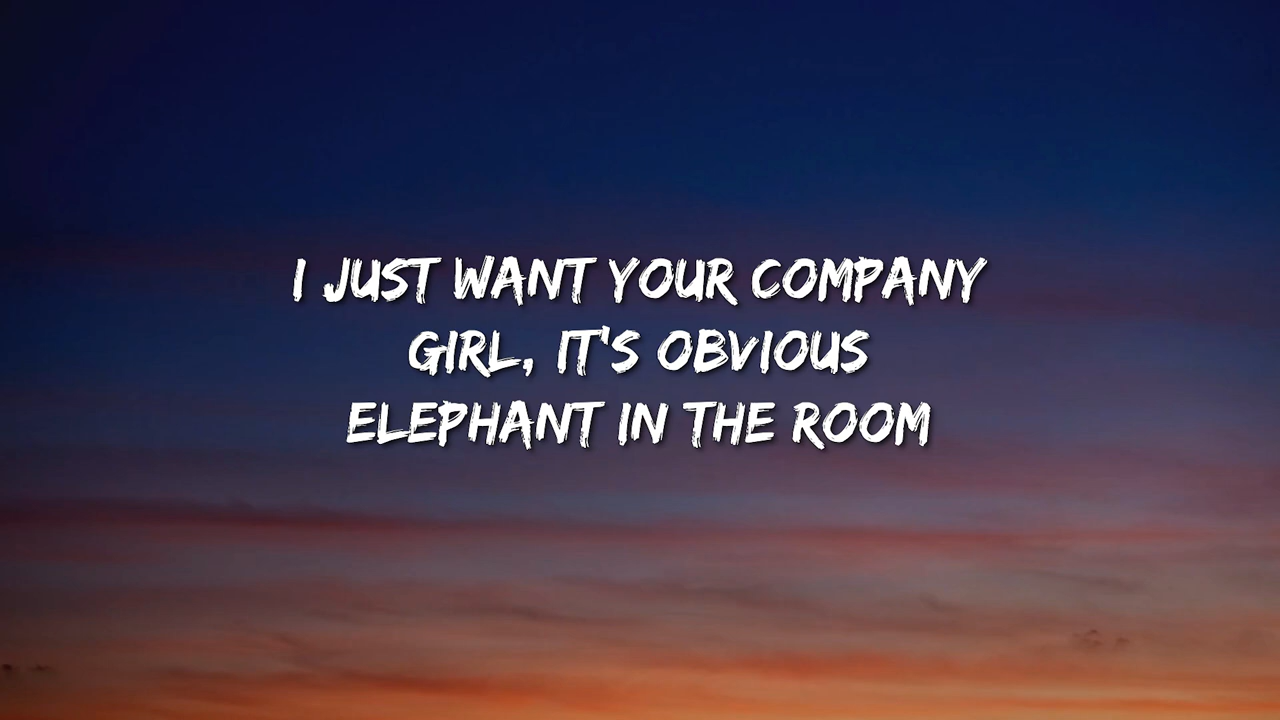 I JUST WANT YOUR COMPANY
GIRL, IT'S OBVIOUS
ELEPHANT IN THE ROOM